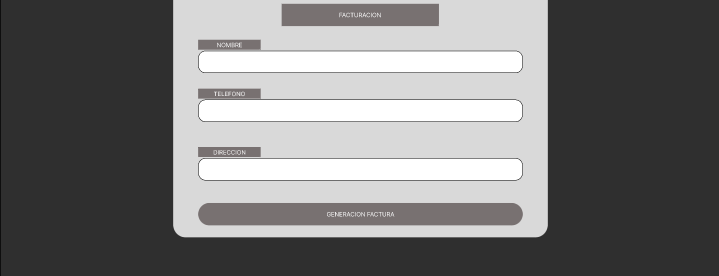 FACTURACION
NOMBRE
TELEFONO
DIRECCION
GENERACION FACTURA